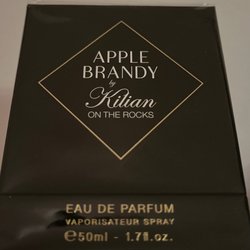 APPLE
BRANDY
by
Kilian
ON THE ROCKS
EAU DE PARFUM
VAPORISATEUR SPRAY
℮50ml - 1.7fl.oz.